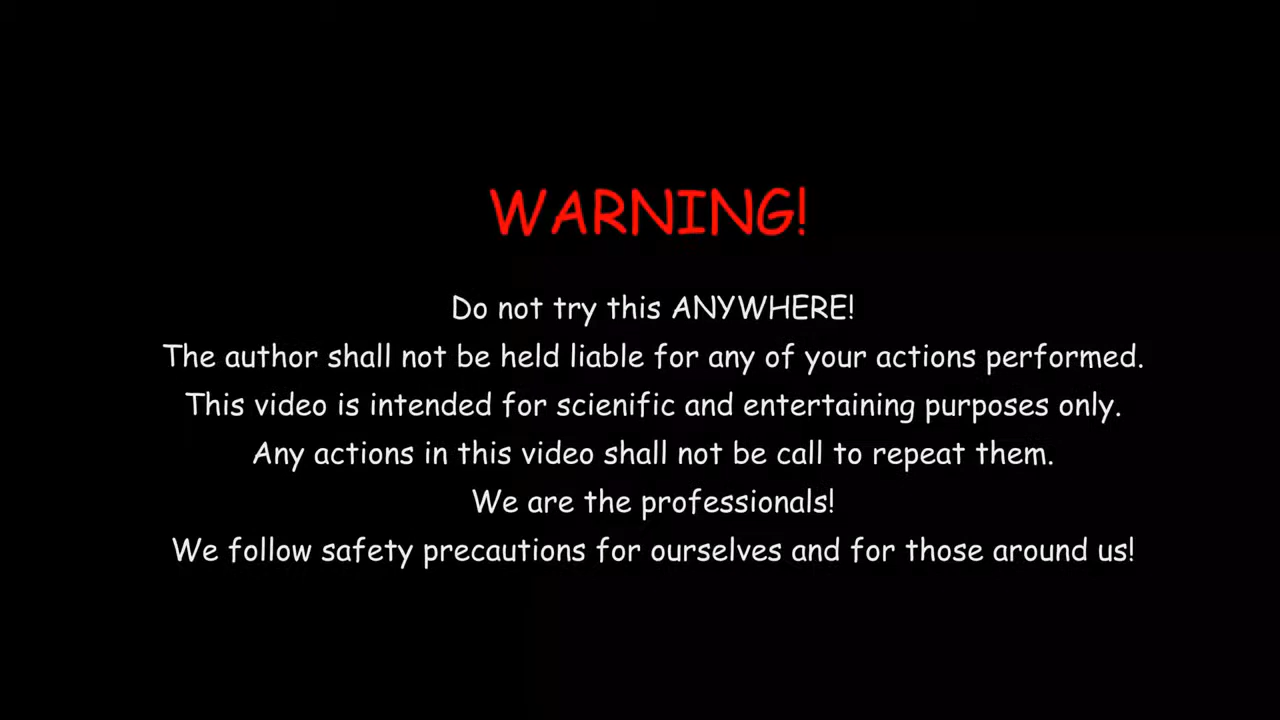 WARNING!
Do not try this ANYWHERE!
The author shall not be held liable for any of your actions performed.
This video is intended for scienific and entertaining purposes only.
Any actions in this video shall not be call to repeat them.
We are the professionals!
We follow safety precautions for ourselves and for those around us!